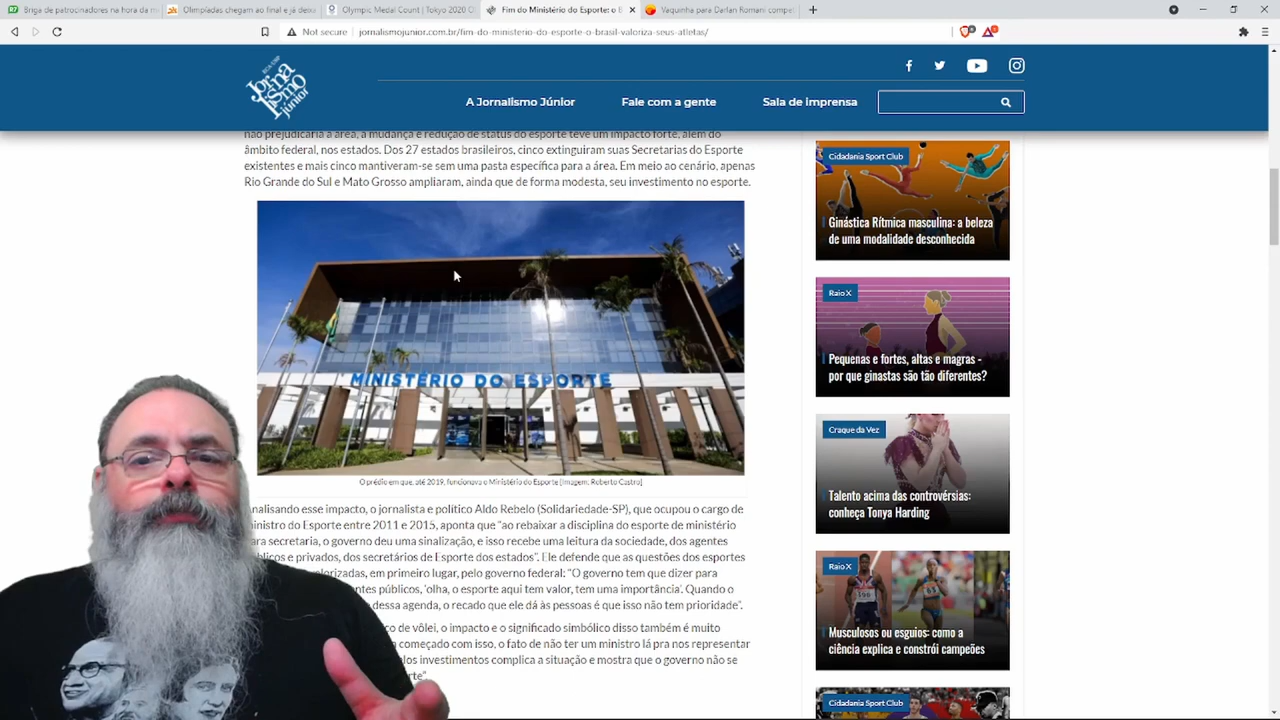 Briga de patrocinadores na hora da m
Olimpíadas chegam ao final e já deixa
Olympic Medal Count | Tokyo 2020 O
Fim do Ministério do Esporte: o B
Vaquinha para Darlan Romani compe
Not secure
jornalismojunior.com.br/fim-do-ministerio-do-esporte-o-brasil-valoriza-seus-atletas/
Jornalismo Júnior
A Jornalismo Júnior
Fale com a gente
Sala de imprensa
não prejudicaria a área, a mudança e redução de status do esporte teve um impacto forte, além do
âmbito federal, nos estados. Dos 27 estados brasileiros, cinco extinguiram suas Secretarias do Esporte
existentes e mais cinco mantiveram-se sem uma pasta específica para a área. Em meio ao cenário, apenas
Rio Grande do Sul e Mato Grosso ampliaram, ainda que de forma modesta, seu investimento no esporte.
MINISTÉRIO DO ESPORTE
O prédio em que, até 2019, funcionava o Ministério do Esporte [Imagem: Roberto Castro]
nalisando esse impacto, o jornalista e político Aldo Rebelo (Solidariedade-SP), que ocupou o cargo de
inistro do Esporte entre 2011 e 2015, aponta que "ao rebaixar a disciplina do esporte de ministério
ara secretaria, o governo deu uma sinalização, e isso recebe uma leitura da sociedade, dos agentes
blicos e privados, dos secretários de Esporte dos estados". Ele defende que as questões dos esportes
alorizadas, em primeiro lugar, pelo governo federal: "O governo tem que dizer para
ntes públicos, 'olha, o esporte aqui tem valor, tem uma importância'. Quando o
dessa agenda, o recado que ele dá às pessoas é que isso não tem prioridade".
ço de vôlei, o impacto e o significado simbólico disso também é muito
começado com isso, o fato de não ter um ministro lá pra nos representar
los investimentos complica a situação e mostra que o governo não se
rte"
Cidadania Sport Club
Ginástica Rítmica masculina: a beleza
de uma modalidade desconhecida
Raio X
Pequenas e fortes, altas e magras -
por que ginastas são tão diferentes?
Craque da Vez
Talento acima das controvérsias:
conheça Tonya Harding
Raio X
Musculosos ou esguios: como a
ciência explica e constrói campeões
Cidadania Sport Club